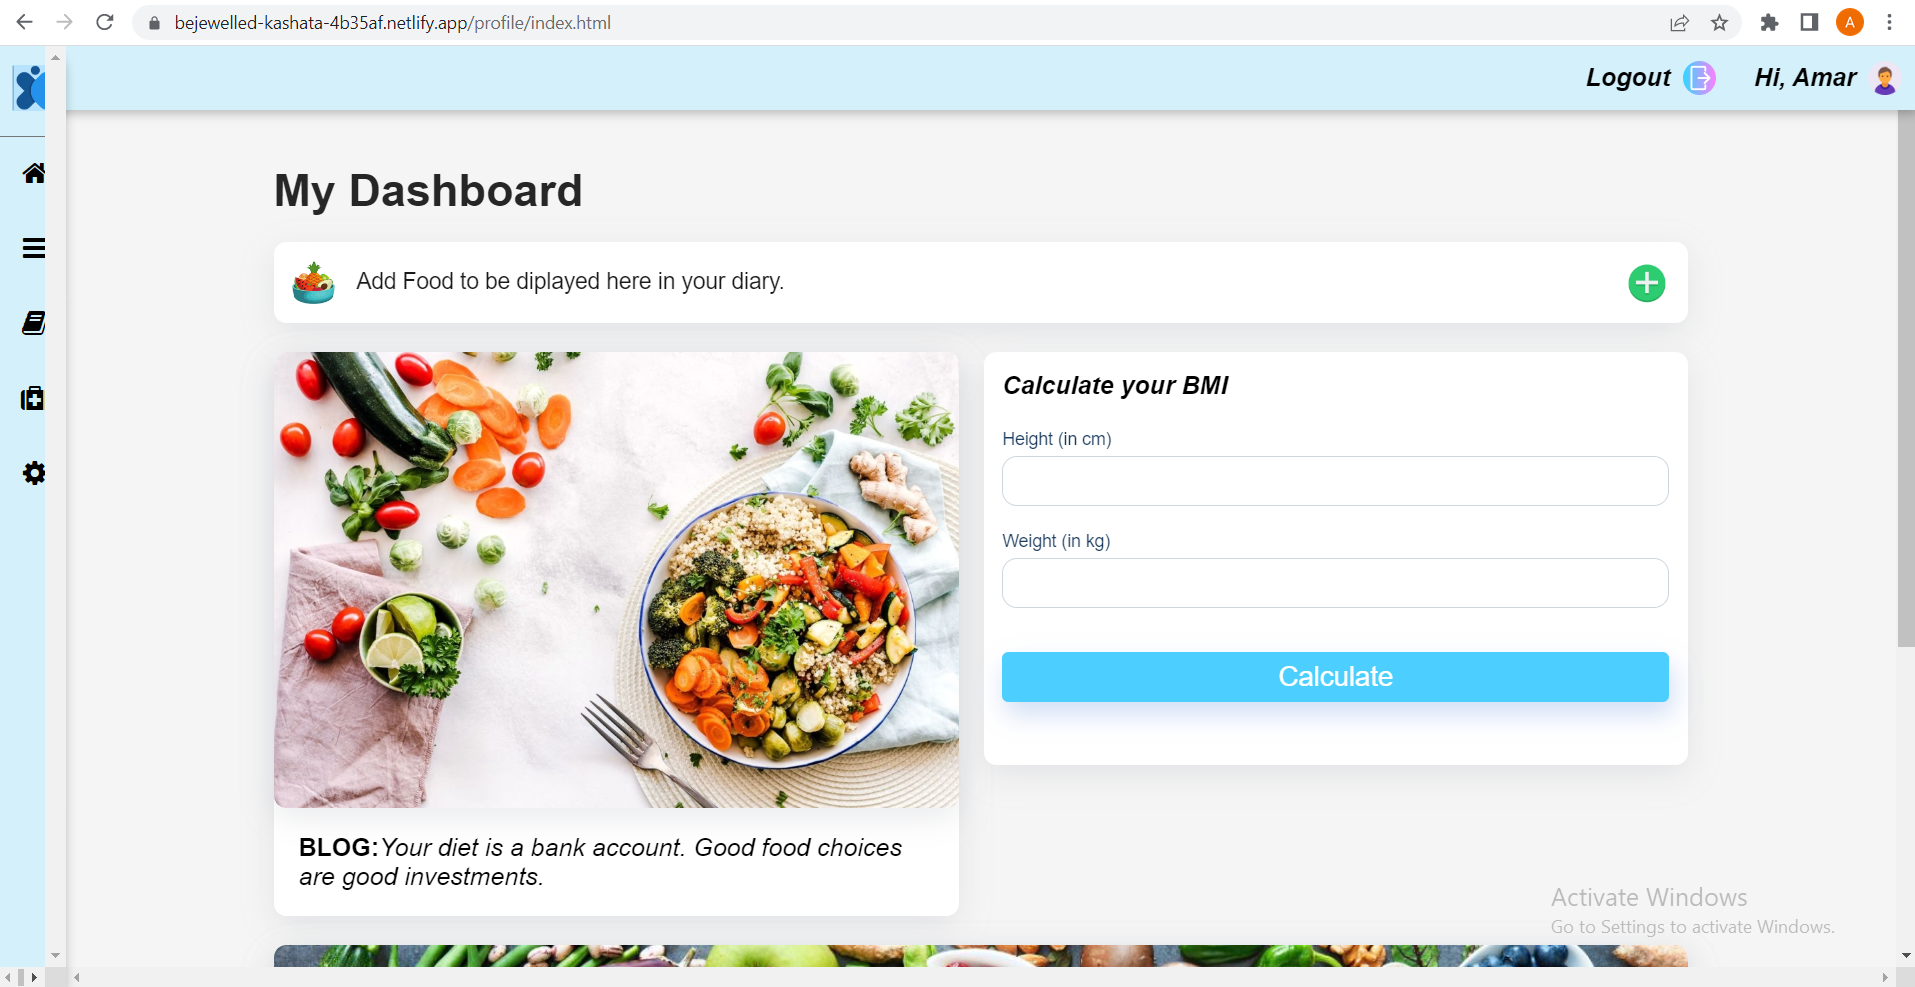 bejewelled-kashata-4b35af.netlify.app/profile/index.html
A
Logout
Hi, Amar
My Dashboard
Add Food to be diplayed here in your diary.
Calculate your BMI
Height (in cm)
Weight (in kg)
Calculate
BLOG:Your diet is a bank account. Good food choices
are good investments.
Activate Windows
Go to Settings to activate Windows.